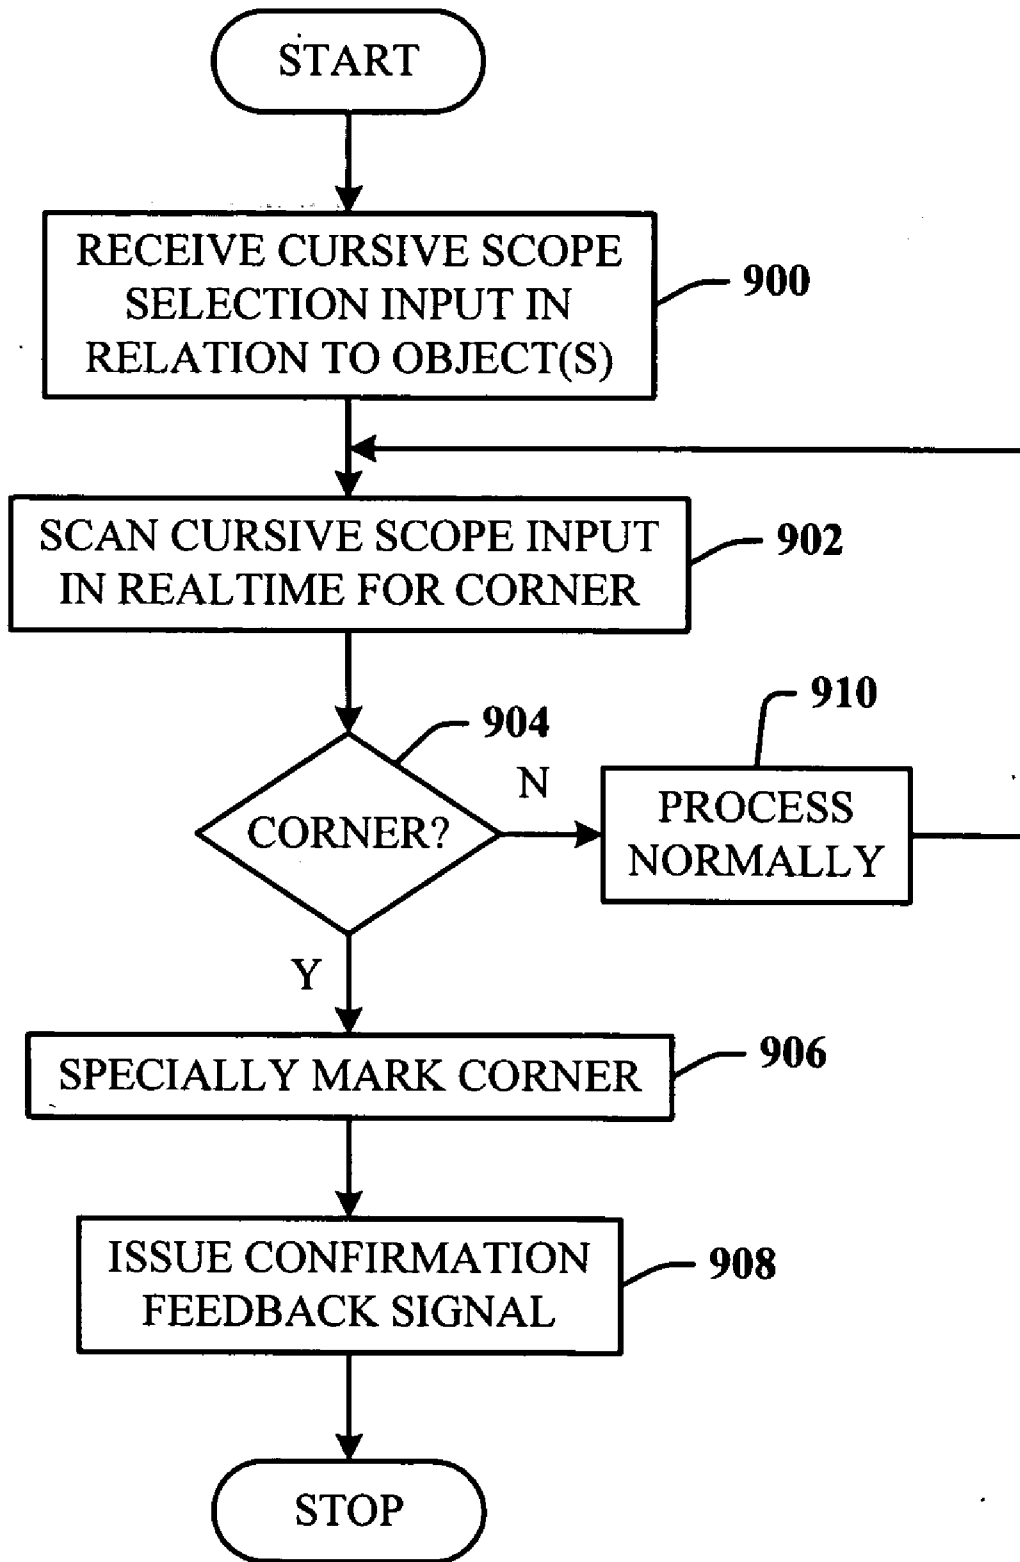 START
RECEIVE CURSIVE SCOPE
SELECTION INPUT IN
RELATION TO OBJECT(S)
900
SCAN CURSIVE SCOPE INPUT
IN REALTIME FOR CORNER
902
904
CORNER?
N
910
PROCESS
NORMALLY
Y
SPECIALLY MARK CORNER
906
ISSUE CONFIRMATION
FEEDBACK SIGNAL
908
STOP